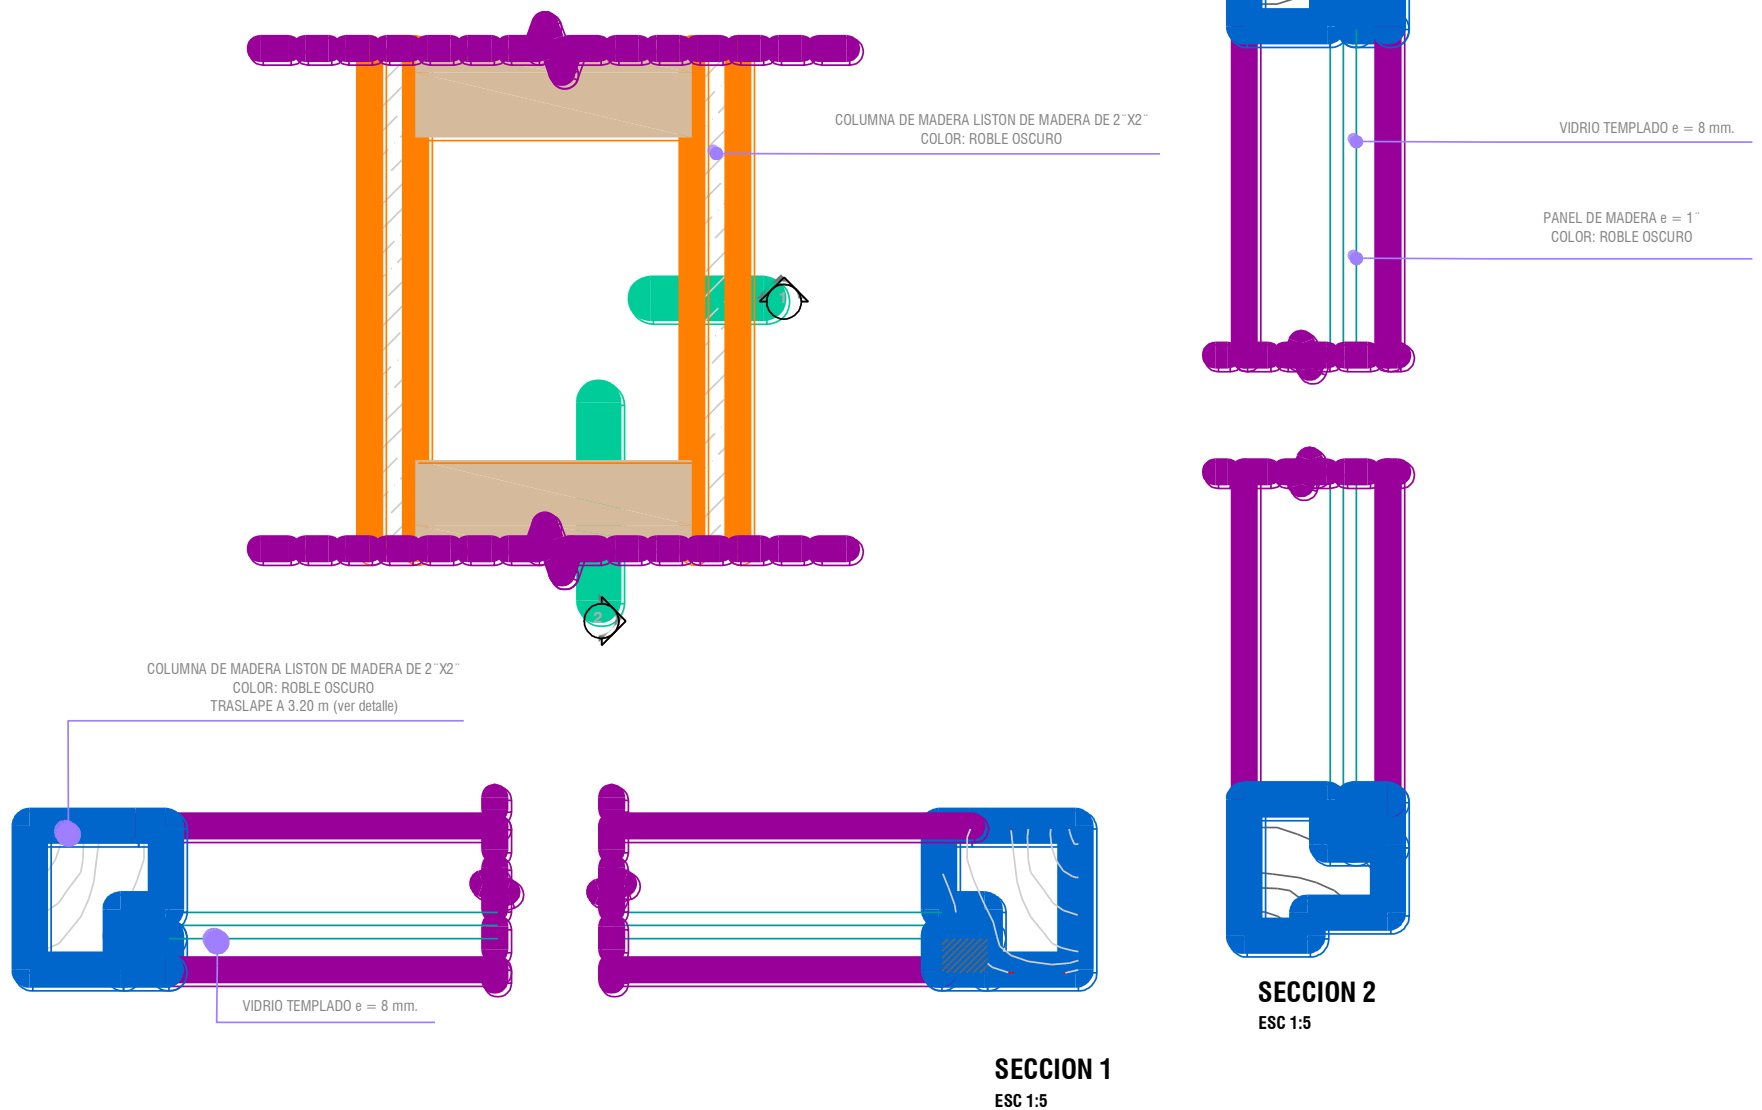 COLUMNA DE MADERA LISTON DE MADERA DE 2¨X2¨
COLOR: ROBLE OSCURO
VIDRIO TEMPLADO e = 8 mm.
PANEL DE MADERA e = 1¨
COLOR: ROBLE OSCURO
1
2
COLUMNA DE MADERA LISTON DE MADERA DE 2¨X2¨
COLOR: ROBLE OSCURO
TRASLAPE A 3.20 m (ver detalle)
VIDRIO TEMPLADO e = 8 mm.
SECCION 2
ESC 1:5
SECCION 1
ESC 1:5